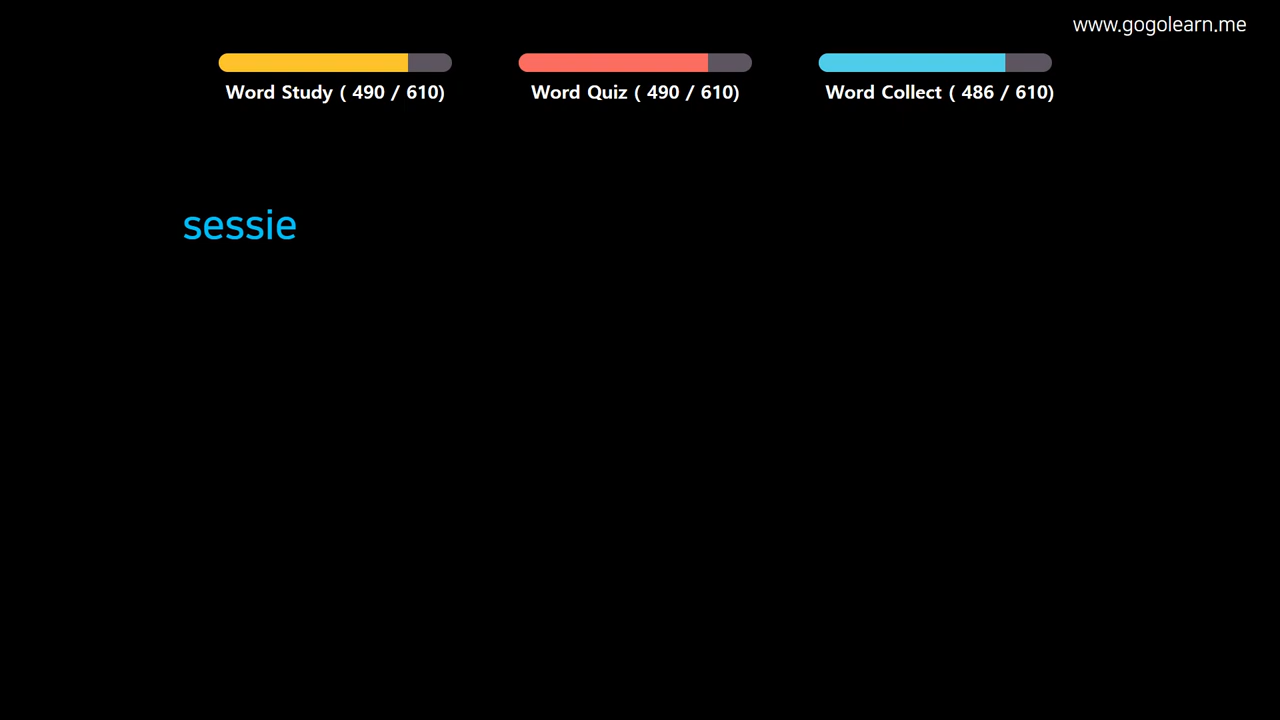 www.gogolearn.me
Word Study ( 490 / 610)
Word Quiz ( 490 / 610)
Word Collect ( 486 / 610)
sessie